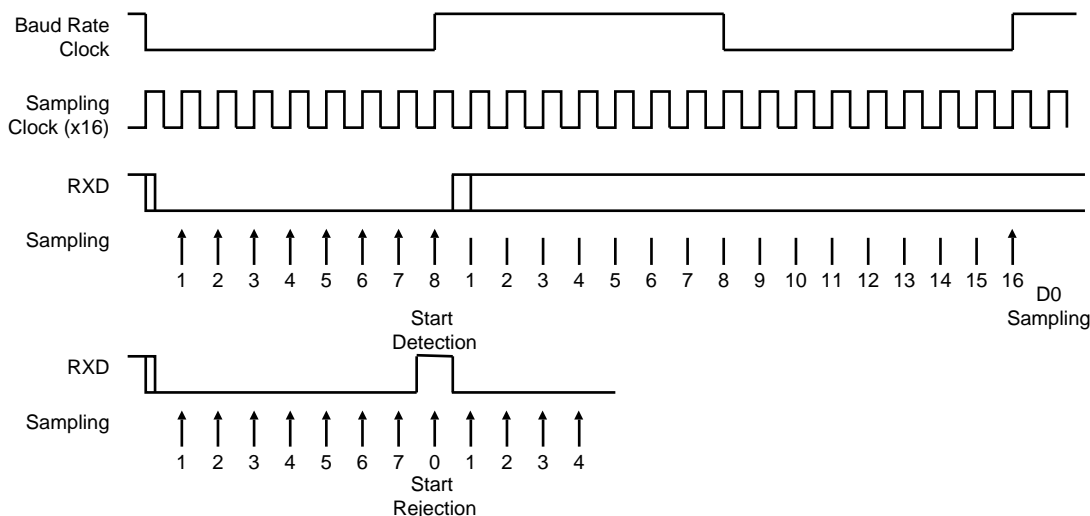 Baud Rate
Clock
Sampling
Clock (x16)
RXD
Sampling
1 2 3 4 5 6 7 8 1 2 3 4 5 6 7 8 9 10 11 12 13 14 15 16
D0
Sampling
Start
Detection
RXD
Sampling
1 2 3 4 5 6 7 0 1 2 3 4
Start
Rejection